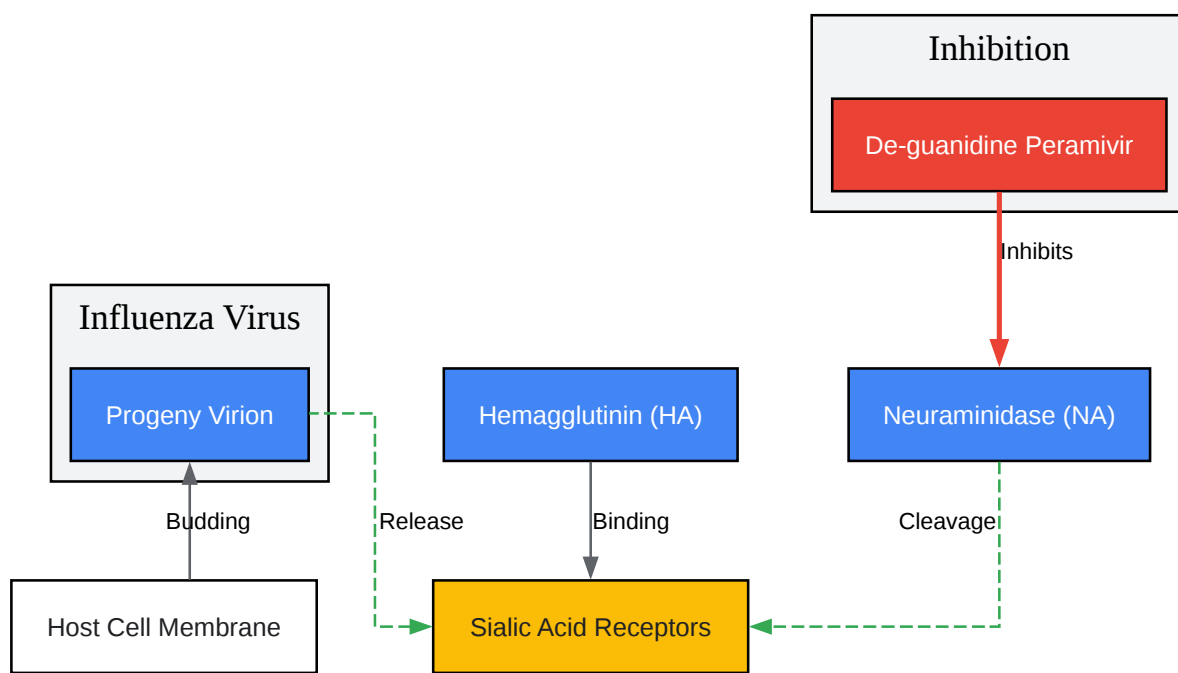 Inhibition
De-guanidine Peramivir
Inhibits
Influenza Virus
Progeny Virion
Hemagglutinin (HA)
Neuraminidase (NA)
Budding
Release
Binding
Cleavage
Host Cell Membrane
Sialic Acid Receptors